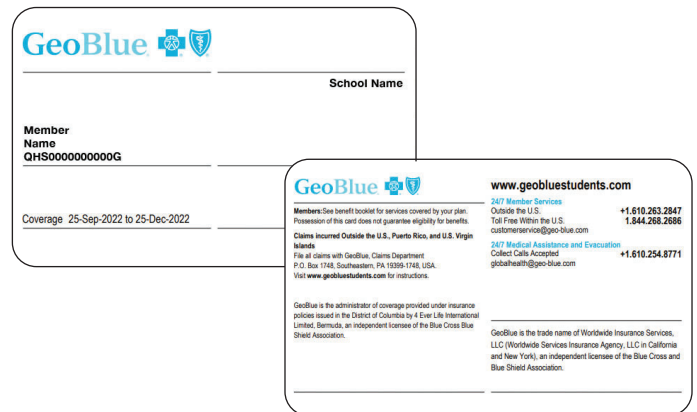 GeoBlue
School Name
Member
Name
QHS0000000000G
Coverage 25-Sep-2022 to 25-Dec-2022
GeoBlue
Members:See benefit booklet for services covered by your plan.
Possession of this card does not guarantee eligibility for benefits.
Claims incurred Outside the U.S., Puerto Rico, and U.S. Virgin
Islands
File all claims with GeoBlue, Claims Department
P.O. Box 1748, Southeastern, PA 19399-1748, USA.
Visit www.geobluestudents.com for instructions.
GeoBlue is the administrator of coverage provided under insurance
policies issued in the District of Columbia by 4 Ever Life International
Limited, Bermuda, an independent licensee of the Blue Cross Blue
Shield Association.
www.geobluestudents.com
24/7 Member Services
Outside the U.S. +1.610.263.2847
Toll Free Within the U.S. 1.844.268.2686
customerservice@geo-blue.com
24/7 Medical Assistance and Evacuation
Collect Calls Accepted +1.610.254.8771
globalhealth@geo-blue.com
GeoBlue is the trade name of Worldwide Insurance Services,
LLC (Worldwide Services Insurance Agency, LLC in California
and New York), an independent licensee of the Blue Cross and
Blue Shield Association.